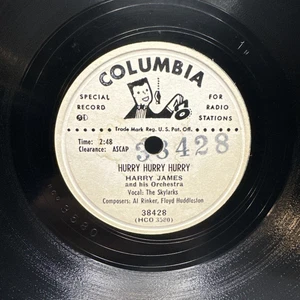 COLUMBIA
SPECIAL RECORD
FOR RADIO STATIONS
Trade Mark Reg. U. S. Pat. Off.
Time: 2:48
Clearance: ASCAP
38428
HURRY HURRY HURRY
HARRY JAMES
and his Orchestra
Vocal: The Skylarks
Composers: Al Rinker, Floyd Huddleston
38428
(HCO 3520)